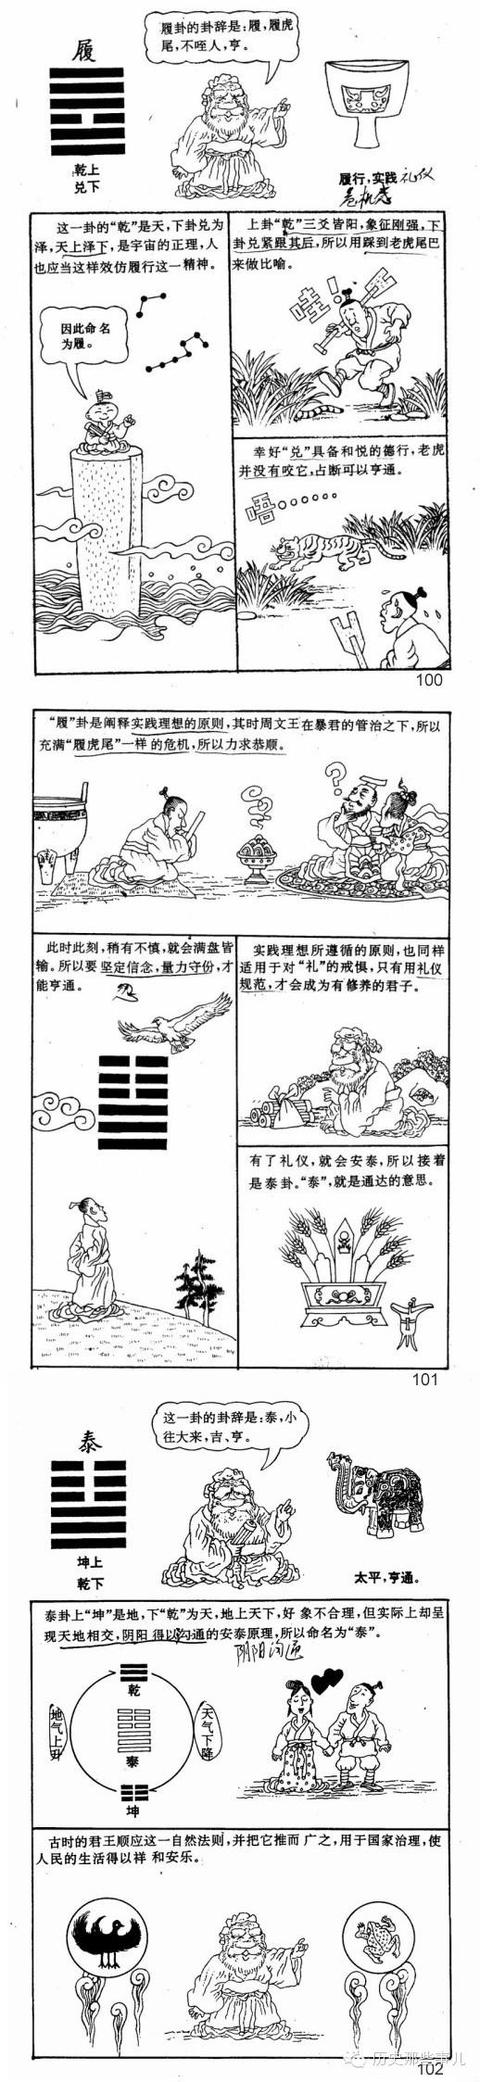 履
乾上
兑下
履卦的卦辞是:履,履虎
尾,不咥人,亨。
履行,实践 礼仪
危机感
这一卦的“乾”是天,下卦兑为
泽,天上泽下,是宇宙的正理,人
也应当这样效仿履行这一精神。
因此命名
为履。
上卦“乾”三爻皆阳,象征刚强,下
卦兑紧跟其后,所以用踩到老虎尾巴
来做比喻。
哇!
幸好“兑”具备和悦的德行,老虎
并没有咬它,占断可以亨通。
唔••••••
100
“履”卦是阐释实践理想的原则,其时周文王在暴君的管治之下,所以
充满“履虎尾”一样的危机,所以力求恭顺。
?
此时此刻,稍有不慎,就会满盘皆
输。所以要坚定信念,量力守份,才
能亨通。
忍
实践理想所遵循的原则,也同样
适用于对“礼”的戒惧,只有用礼仪
规范,才会成为有修养的君子。
有了礼仪,就会安泰,所以接着
是泰卦。“泰”,就是通达的意思。
101
泰
坤上
乾下
这一卦的卦辞是:泰,小
往大来,吉、亨。
太平,亨通。
泰卦上“坤”是地,下“乾”为天,地上天下,好象不合理,但实际上却呈
现天地相交,阴阳得以沟通的安泰原理,所以命名为“泰”。
阴阳沟通
乾
地气上升
泰
天气下降
坤
古时的君王顺应这一自然法则,并把它推而广之,用于国家治理,使
人民的生活得以祥和安乐。
历史那些事儿
102